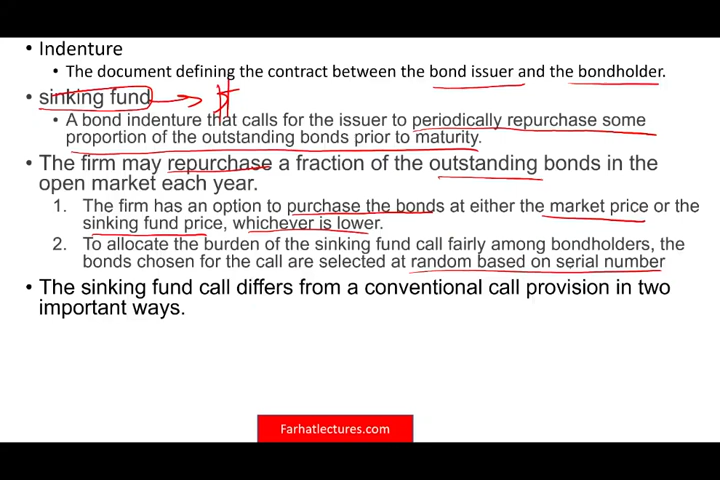 • Indenture
• The document defining the contract between the bond issuer and the bondholder.
• sinking fund
• A bond indenture that calls for the issuer to periodically repurchase some
proportion of the outstanding bonds prior to maturity.
• The firm may repurchase a fraction of the outstanding bonds in the
open market each year.
1. The firm has an option to purchase the bonds at either the market price or the
sinking fund price, whichever is lower.
2. To allocate the burden of the sinking fund call fairly among bondholders, the
bonds chosen for the call are selected at random based on serial number
• The sinking fund call differs from a conventional call provision in two
important ways.
Farhatlectures.com